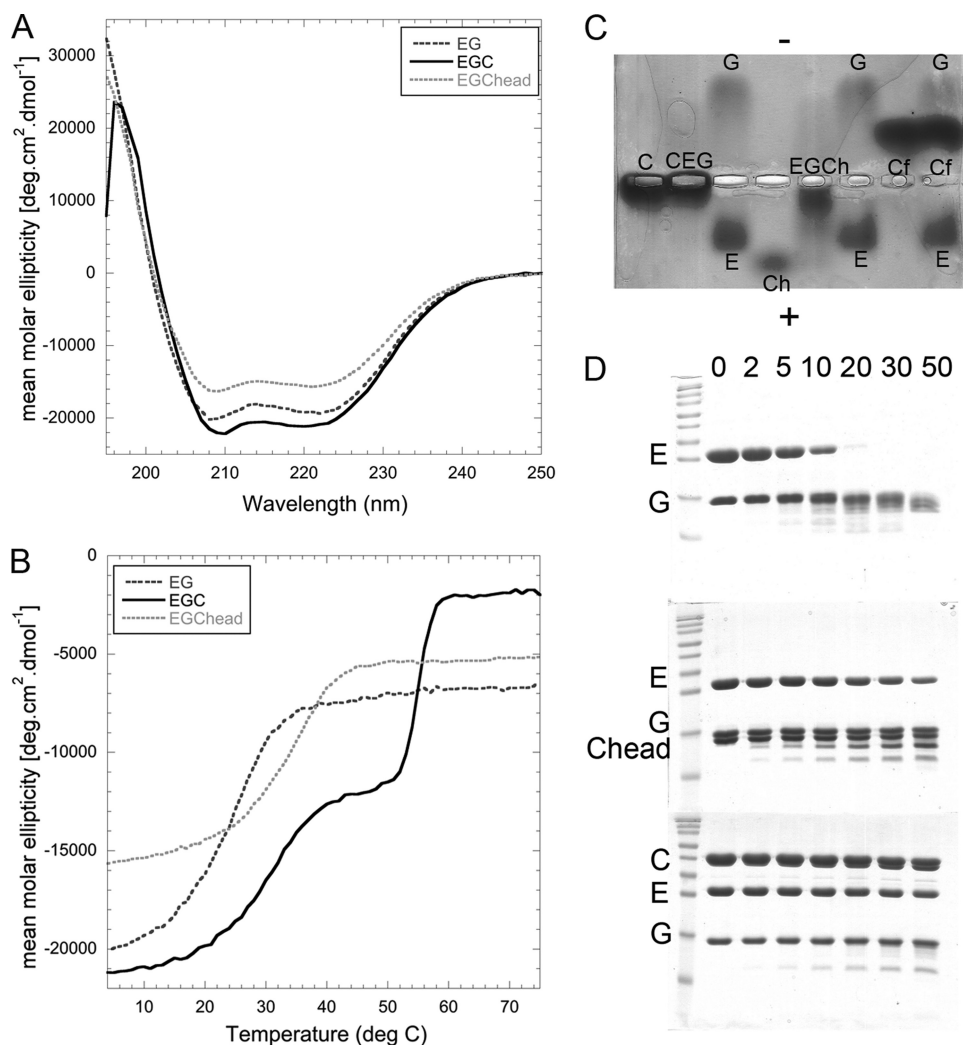 A
30000
20000
10000
0
-10000
-20000
mean molar ellipticity [deg.cm².dmol⁻¹]
200 210 220 230 240 250
Wavelength (nm)
EG
EGC
EGChead
B
0
-5000
-10000
-15000
-20000
mean molar ellipticity [deg.cm².dmol⁻¹]
10 20 30 40 50 60 70
Temperature (deg C)
EG
EGC
EGChead
C
-
G G G
C CEG EGCh Cf Cf
E E E
Ch
+
D
0 2 5 10 20 30 50
E
G
E
G
Chead
C
E
G